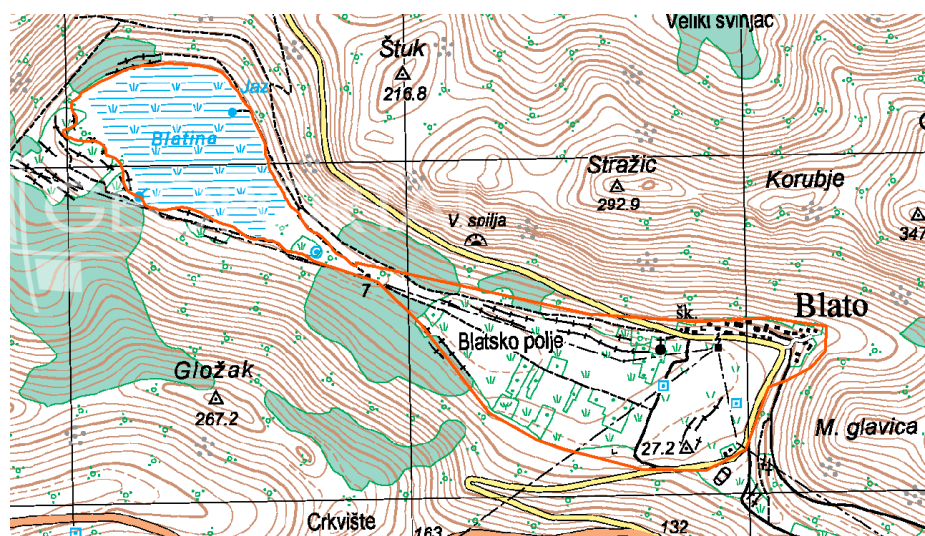 Veliki svinjac
Štuk
216.8
Jaz
Blatina
Stražic
292.9
Korubje
347
V. spilja
7
šk.
Blato
Blatsko polje
Gložak
267.2
27.2
M. glavica
Crkvište
163
132